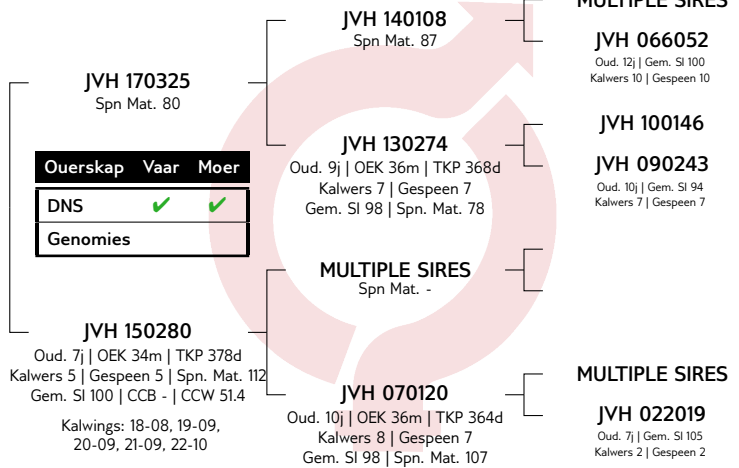 MULTIPLE SIRES
JVH 140108
Spn Mat. 87
JVH 066052
Oud. 12j | Gem. SI 100
Kalwers 10 | Gespeen 10
JVH 170325
Spn Mat. 80
JVH 100146
JVH 130274
Oud. 9j | OEK 36m | TKP 368d
Kalwers 7 | Gespeen 7
Gem. SI 98 | Spn. Mat. 78
JVH 090243
Oud. 10j | Gem. SI 94
Kalwers 7 | Gespeen 7
Ouerskap Vaar Moer
DNS ✔ ✔
Genomies
MULTIPLE SIRES
Spn Mat. -
JVH 150280
Oud. 7j | OEK 34m | TKP 378d
Kalwers 5 | Gespeen 5 | Spn. Mat. 112
Gem. SI 100 | CCB - | CCW 51.4
Kalwings: 18-08, 19-09,
20-09, 21-09, 22-10
MULTIPLE SIRES
JVH 070120
Oud. 10j | OEK 36m | TKP 364d
Kalwers 8 | Gespeen 7
Gem. SI 98 | Spn. Mat. 107
JVH 022019
Oud. 7j | Gem. SI 105
Kalwers 2 | Gespeen 2